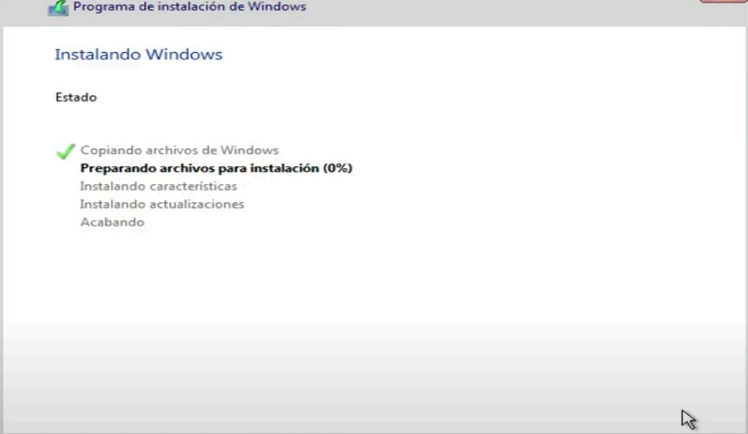 Programa de instalación de Windows
Instalando Windows
Estado
Copiando archivos de Windows
Preparando archivos para instalación (0%)
Instalando características
Instalando actualizaciones
Acabando